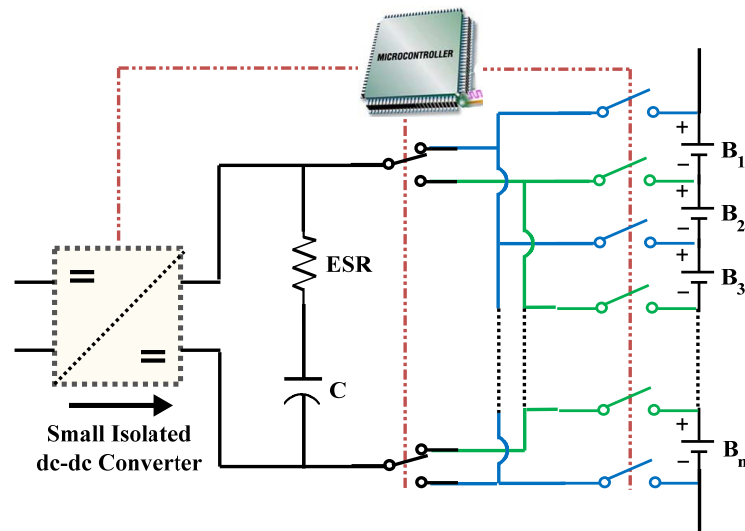 MICROCONTROLLER
+
−
B1
+
−
B2
+
−
B3
ESR
C
Small Isolated
dc-dc Converter
+
−
Bn